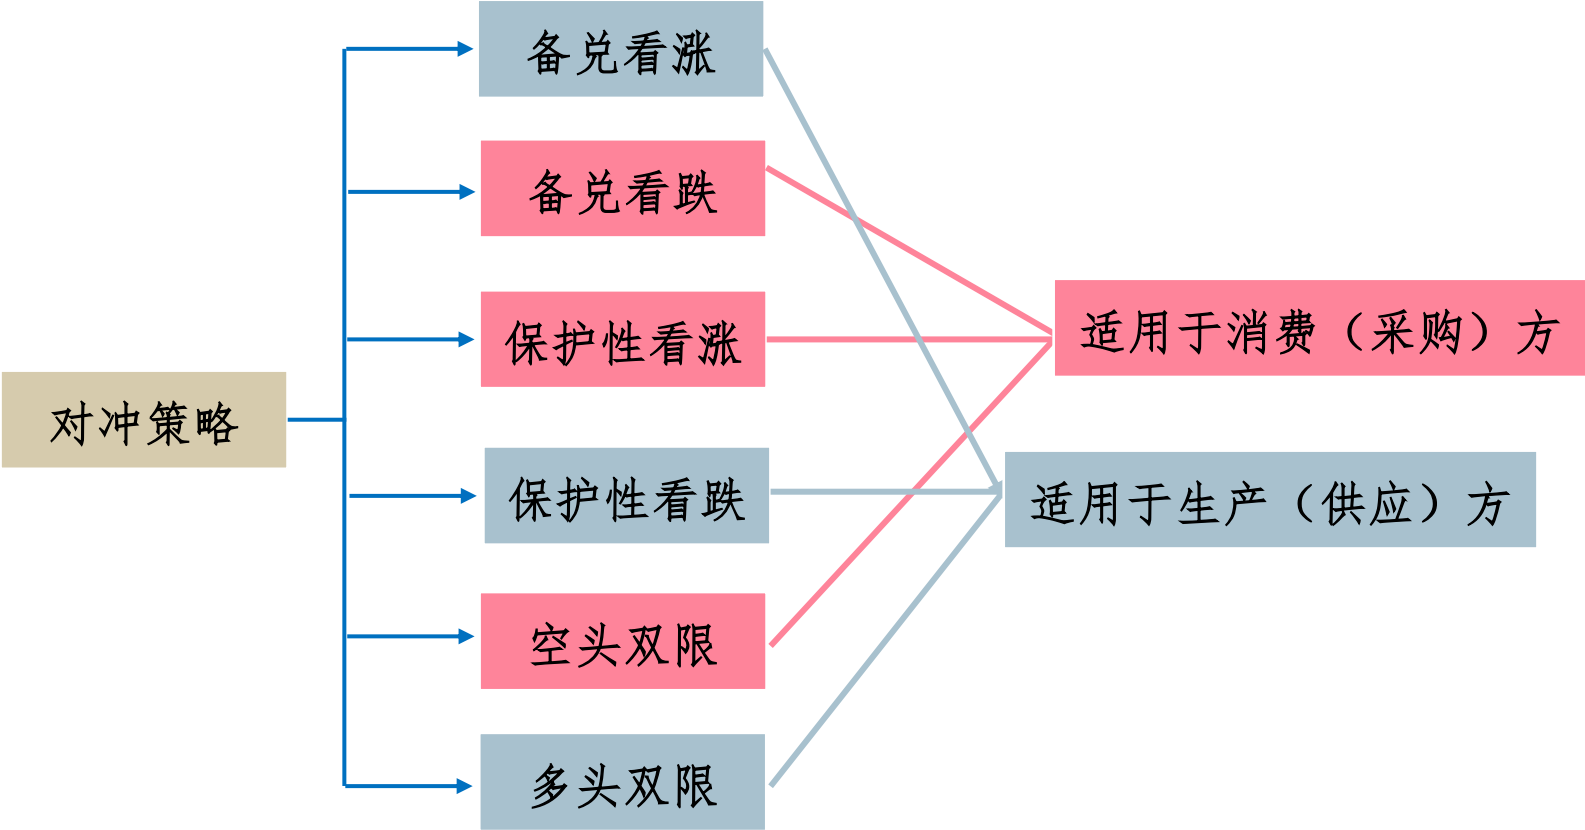 对冲策略
备兑看涨
备兑看跌
保护性看涨
保护性看跌
空头双限
多头双限
适用于消费（采购）方
适用于生产（供应）方